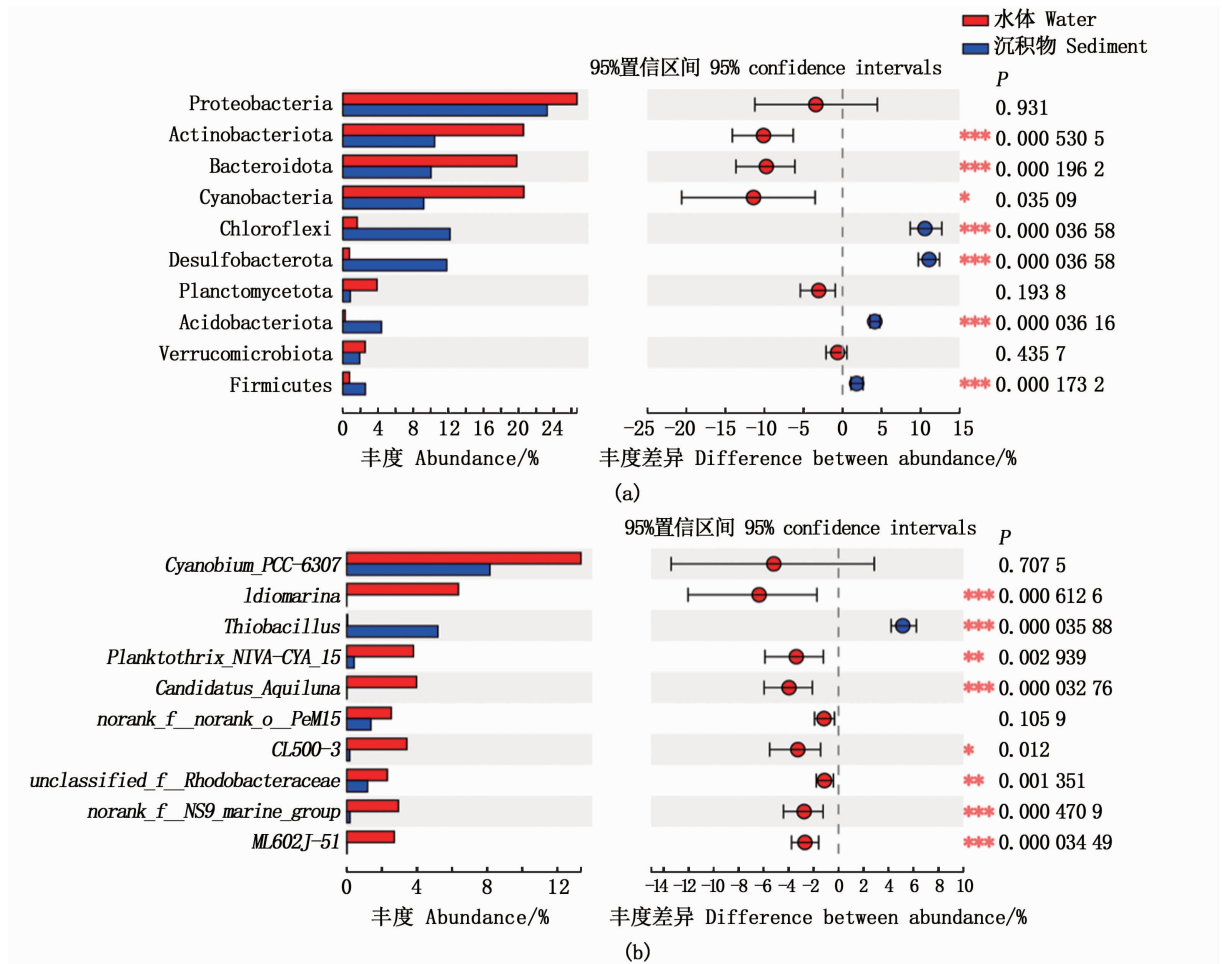 水体 Water
沉积物 Sediment
95%置信区间 95% confidence intervals
P
Proteobacteria 0.931
Actinobacteriota *** 0.000 530 5
Bacteroidota *** 0.000 196 2
Cyanobacteria * 0.035 09
Chloroflexi *** 0.000 036 58
Desulfobacterota *** 0.000 036 58
Planctomycetota 0.193 8
Acidobacteriota *** 0.000 036 16
Verrucomicrobiota 0.435 7
Firmicutes *** 0.000 173 2
0 4 8 12 16 20 24 -25 -20 -15 -10 -5 0 5 10 15
丰度 Abundance/% 丰度差异 Difference between abundance/%
(a)
95%置信区间 95% confidence intervals
P
Cyanobium_PCC-6307 0.707 5
Idiomarina *** 0.000 612 6
Thiobacillus *** 0.000 035 88
Planktothrix_NIVA-CYA_15 ** 0.002 939
Candidatus_Aquiluna *** 0.000 032 76
norank_f__norank_o__PeM15 0.105 9
CL500-3 * 0.012
unclassified_f__Rhodobacteraceae ** 0.001 351
norank_f__NS9_marine_group *** 0.000 470 9
ML602J-51 *** 0.000 034 49
0 4 8 12 -14 -12 -10 -8 -6 -4 -2 0 2 4 6 8 10
丰度 Abundance/% 丰度差异 Difference between abundance/%
(b)